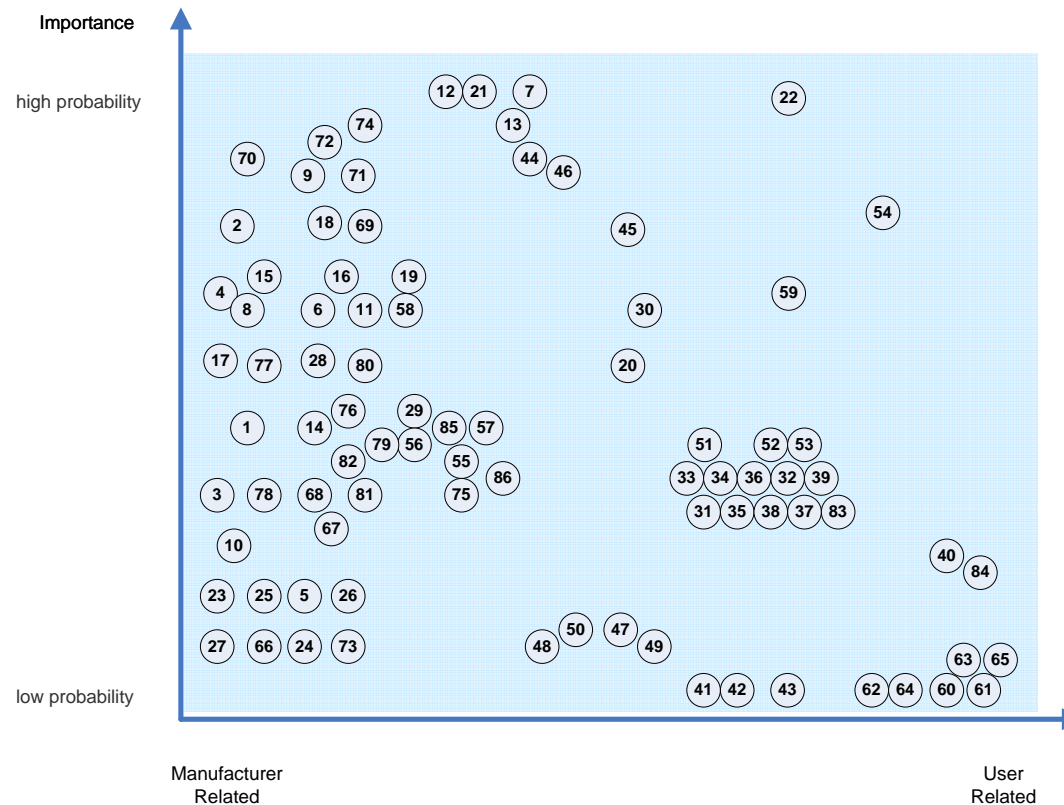 Importance
high probability
12 21 7 22
74 13
72
70 44 46
9 71
54
2 18 69 45
15 16 19
4 59
8 6 11 58 30
17 77 28 80 20
76 29
1 14 85 57
79 56 51 52 53
82 55
86 33 34 36 32 39
3 78 68 81 75
31 35 38 37 83
67
10
40
84
23 25 5 26
50 47
27 66 24 73 48 49
63 65
low probability
41 42 43 62 64 60 61
Manufacturer User
Related Related